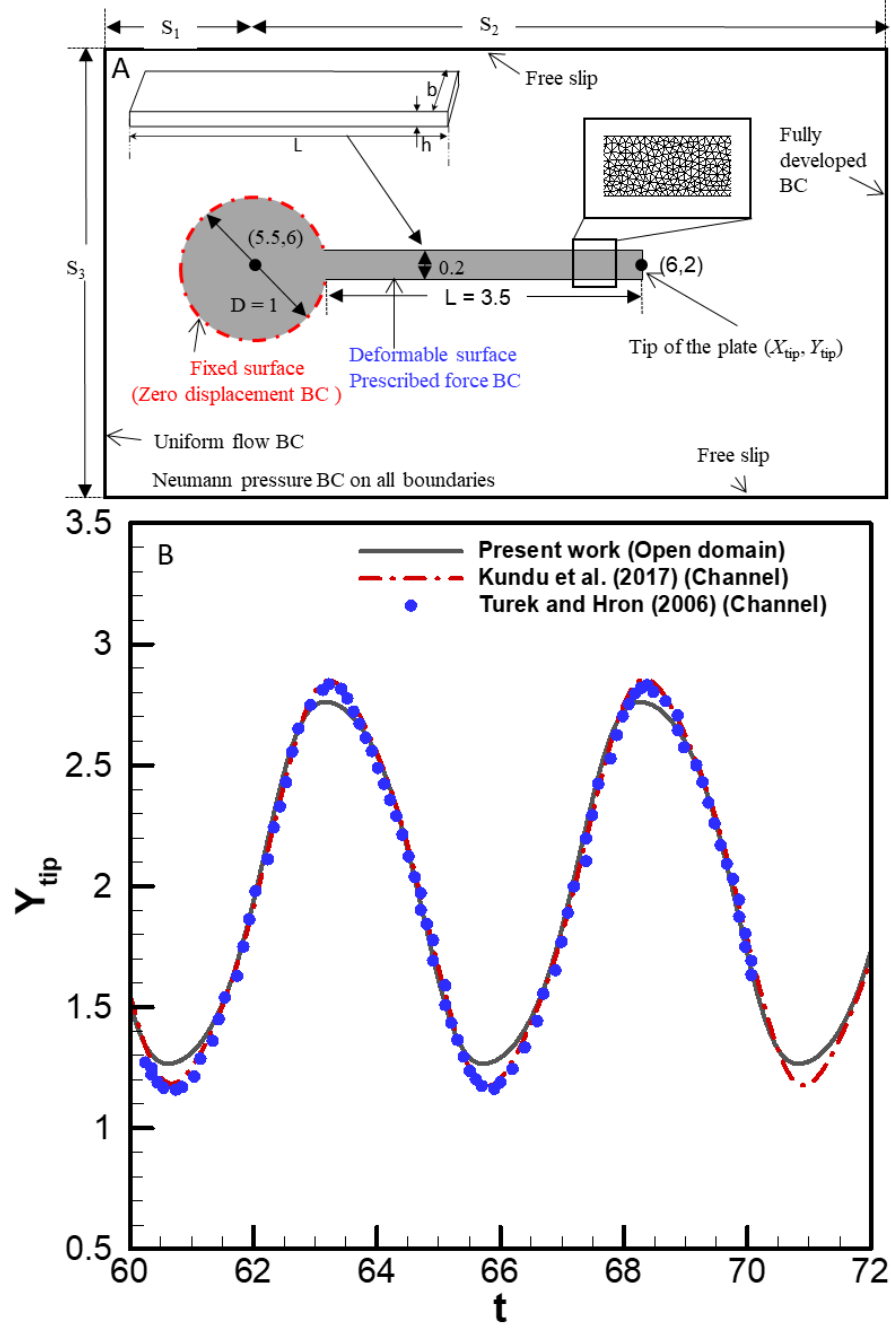 S1
S2
A
Free slip
b
L
h
Fully
developed
BC
(5.5,6)
S3
0.2
(6,2)
D = 1
L = 3.5
Fixed surface
(Zero displacement BC )
Deformable surface
Prescribed force BC
Tip of the plate (Xtip, Ytip)
Uniform flow BC
Free slip
Neumann pressure BC on all boundaries
3.5
B
Present work (Open domain)
Kundu et al. (2017) (Channel)
Turek and Hron (2006) (Channel)
3
2.5
2
Ytip
1.5
1
0.5
60 62 64 66 68 70 72
t